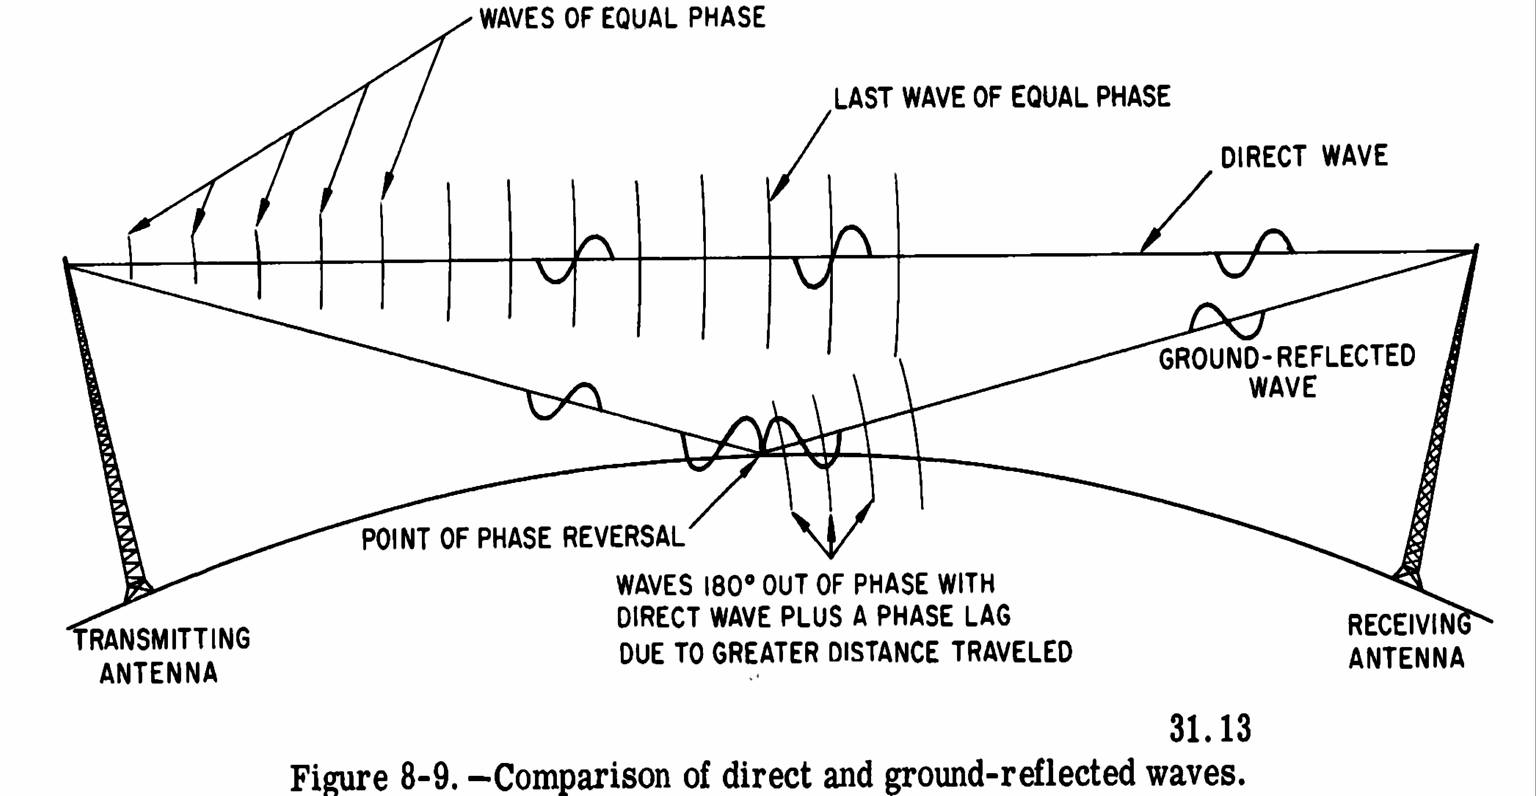 WAVES OF EQUAL PHASE
LAST WAVE OF EQUAL PHASE
DIRECT WAVE
GROUND-REFLECTED
WAVE
POINT OF PHASE REVERSAL
WAVES 180° OUT OF PHASE WITH
DIRECT WAVE PLUS A PHASE LAG
DUE TO GREATER DISTANCE TRAVELED
TRANSMITTING
ANTENNA
RECEIVING
ANTENNA
31.13
Figure 8-9. —Comparison of direct and ground-reflected waves.